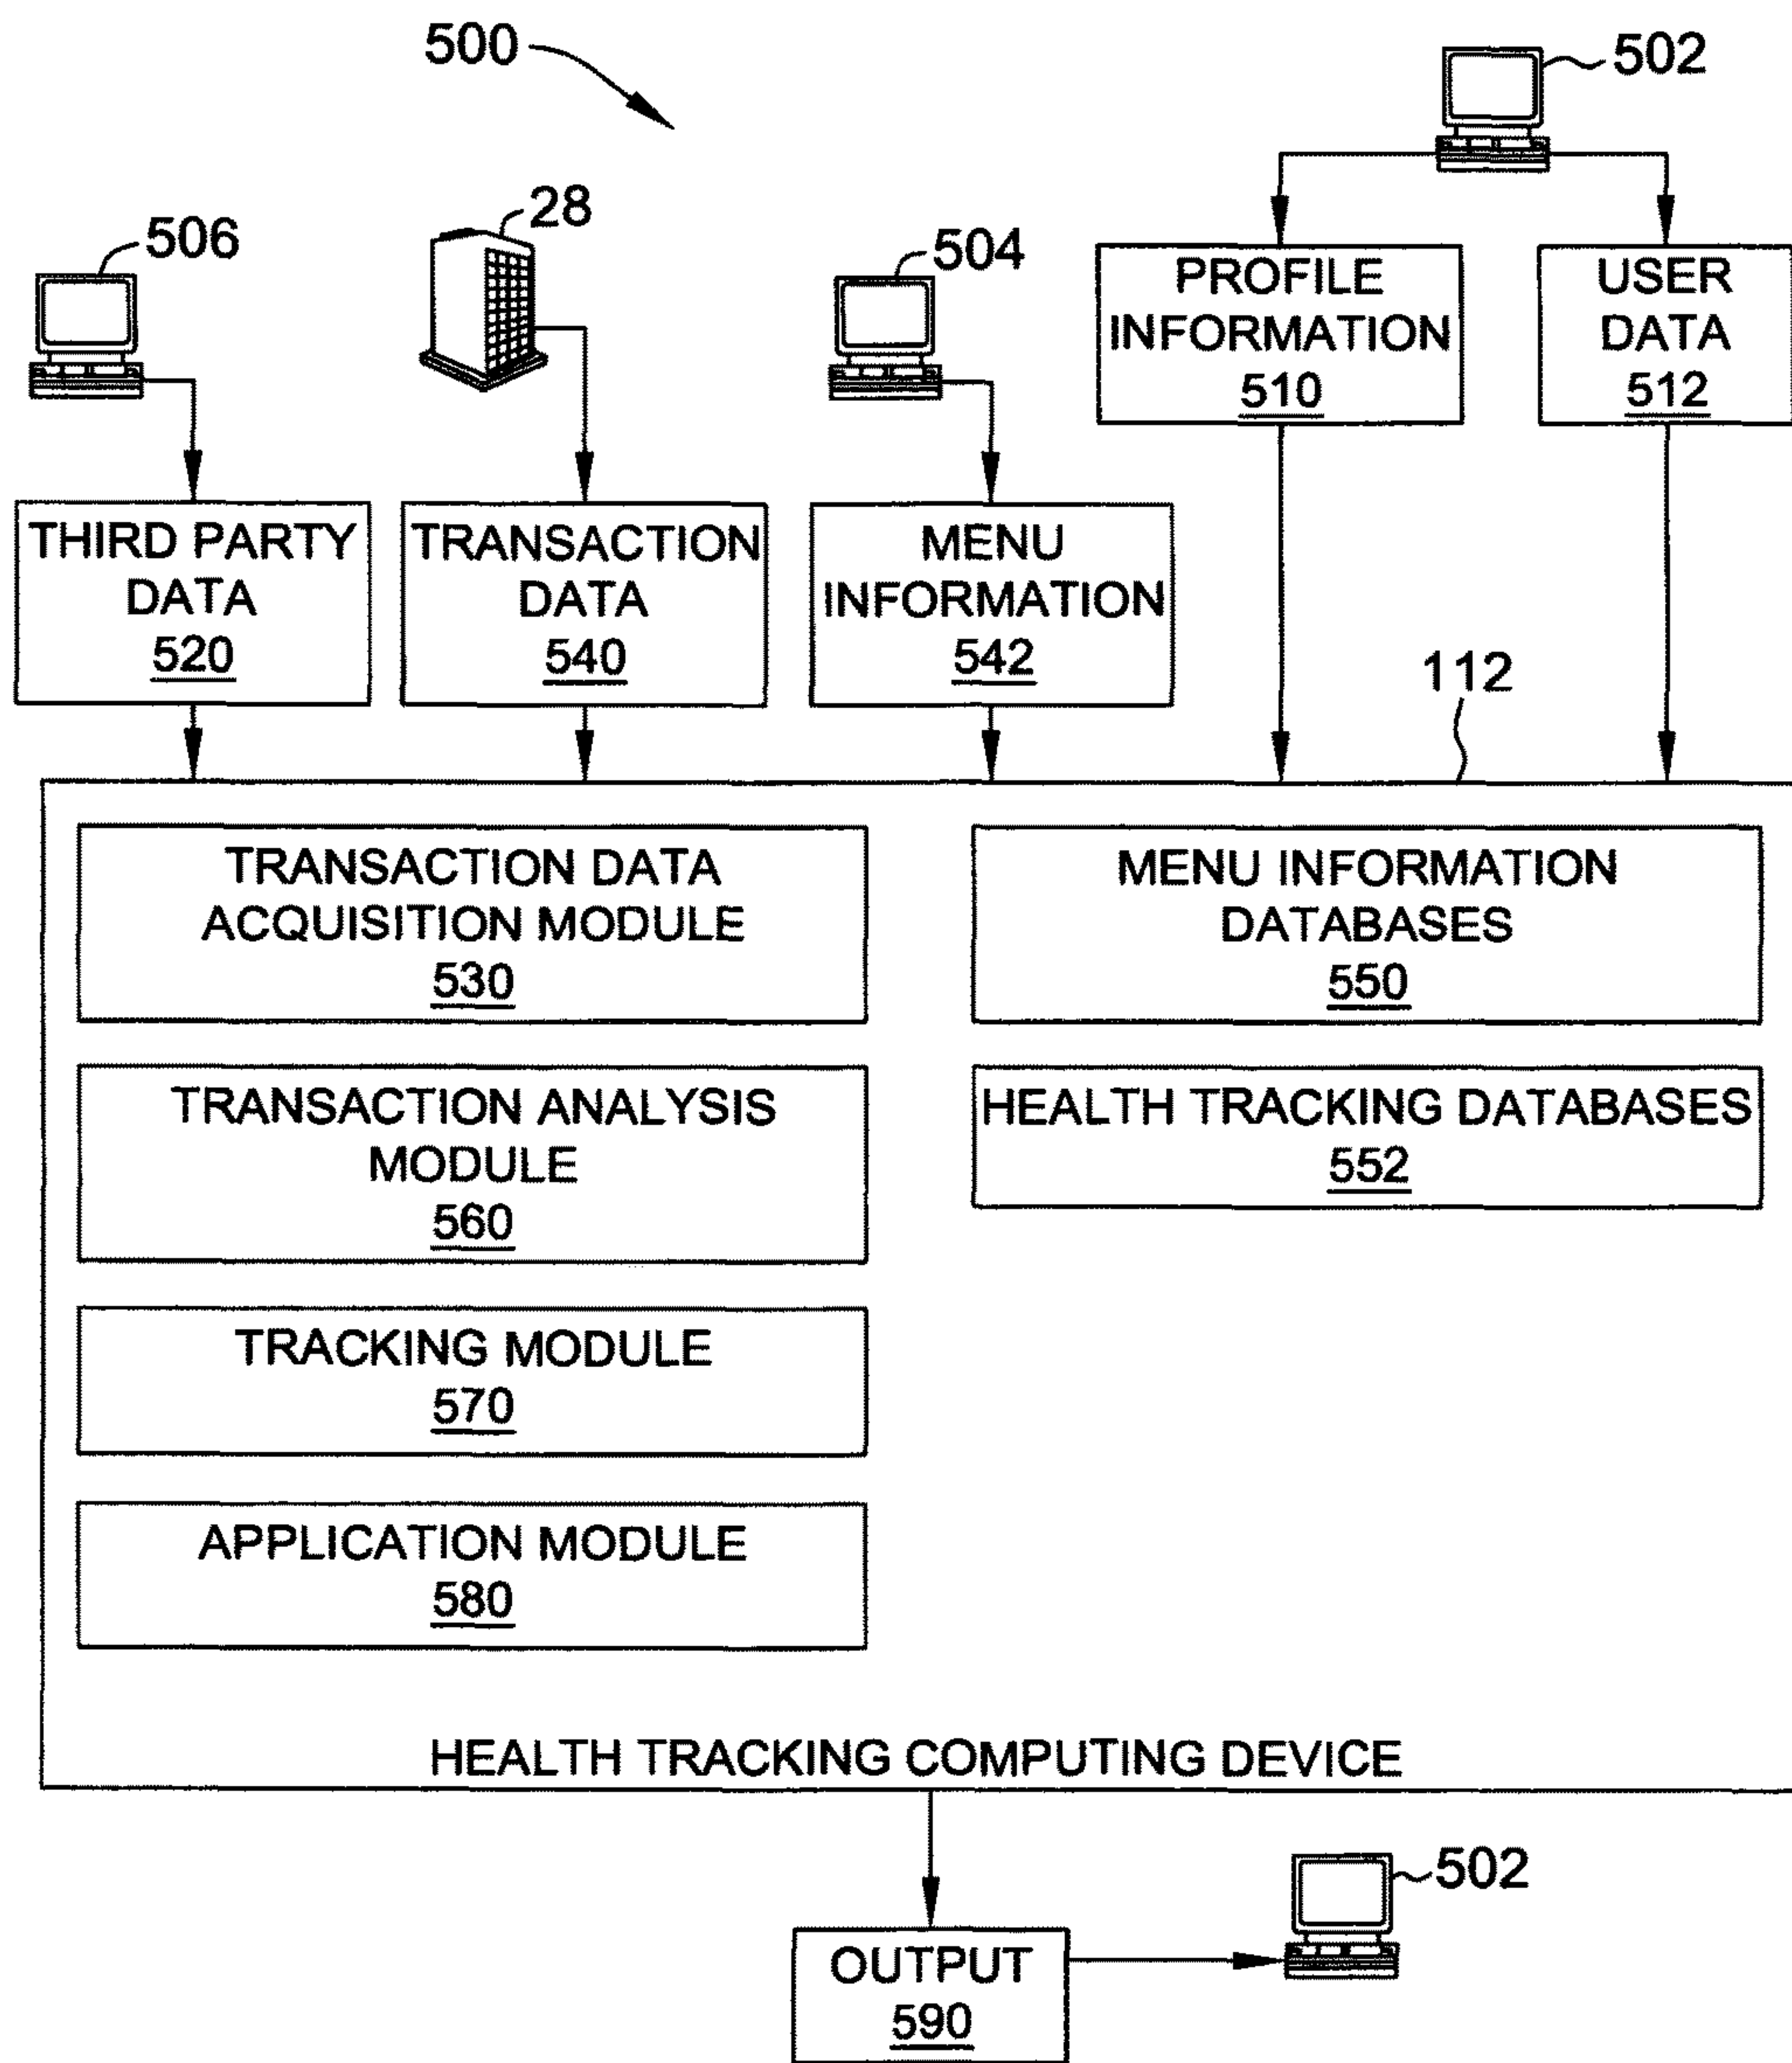 500
502
506
28
504
PROFILE
INFORMATION
510
USER
DATA
512
THIRD PARTY
DATA
520
TRANSACTION
DATA
540
MENU
INFORMATION
542
112
TRANSACTION DATA
ACQUISITION MODULE
530
MENU INFORMATION
DATABASES
550
TRANSACTION ANALYSIS
MODULE
560
HEALTH TRACKING DATABASES
552
TRACKING MODULE
570
APPLICATION MODULE
580
HEALTH TRACKING COMPUTING DEVICE
502
OUTPUT
590